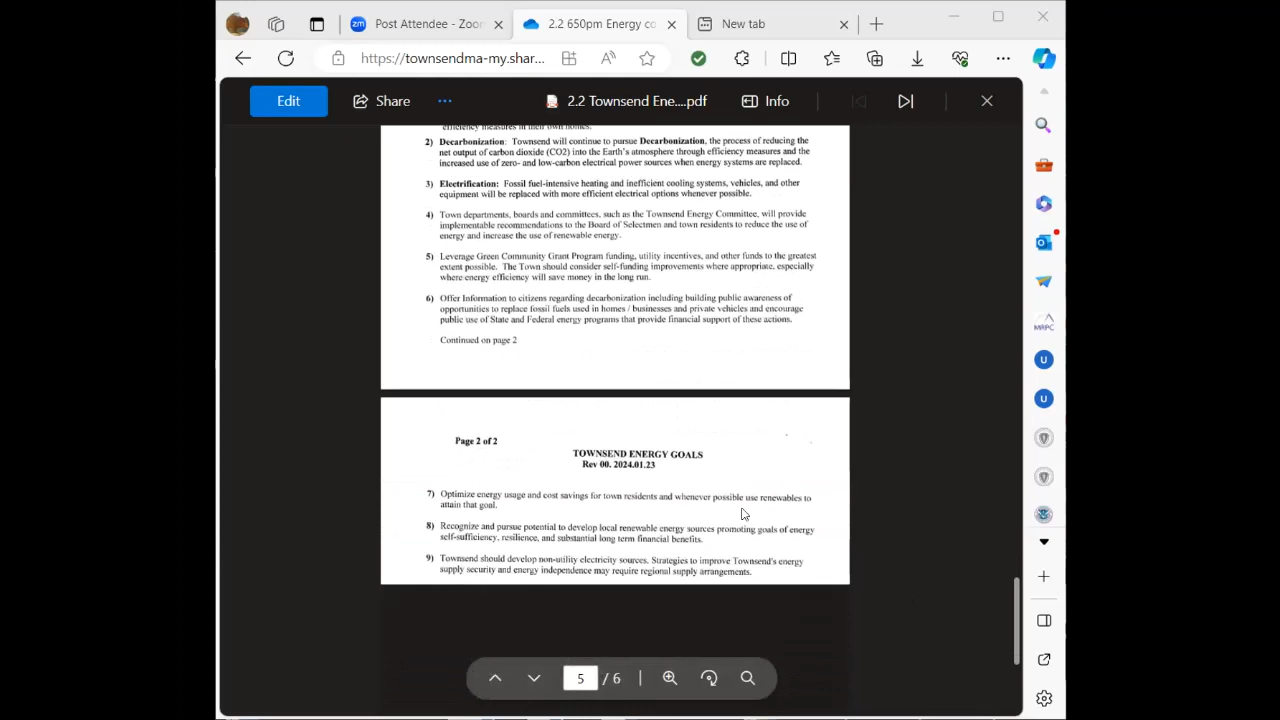 Post Attendee - Zoo
2.2 650pm Energy co
New tab
https://townsendma-my.shar...
Edit
Share
2.2 Townsend Ene....pdf
Info
efficiency measures in their own homes.
2) Decarbonization: Townsend will continue to pursue Decarbonization, the process of reducing the
net output of carbon dioxide (CO2) into the Earth's atmosphere through efficiency measures and the
increased use of zero- and low-carbon electrical power sources when energy systems are replaced.
3) Electrification: Fossil fuel-intensive heating and inefficient cooling systems, vehicles, and other
equipment will be replaced with more efficient electrical options whenever possible.
4) Town departments, boards and committees, such as the Townsend Energy Committee, will provide
implementable recommendations to the Board of Selectmen and town residents to reduce the use of
energy and increase the use of renewable energy.
5) Leverage Green Community Grant Program funding, utility incentives, and other funds to the greatest
extent possible. The Town should consider self-funding improvements where appropriate, especially
where energy efficiency will save money in the long run.
6) Offer Information to citizens regarding decarbonization including building public awareness of
opportunities to replace fossil fuels used in homes / businesses and private vehicles and encourage
public use of State and Federal energy programs that provide financial support of these actions.
Continued on page 2
Page 2 of 2
TOWNSEND ENERGY GOALS
Rev 00. 2024.01.23
7) Optimize energy usage and cost savings for town residents and whenever possible use renewables to
attain that goal.
8) Recognize and pursue potential to develop local renewable energy sources promoting goals of energy
self-sufficiency, resilience, and substantial long term financial benefits.
9) Townsend should develop non-utility electricity sources. Strategies to improve Townsend's energy
supply security and energy independence may require regional supply arrangements.
5 / 6
zm
MRPC
U
U